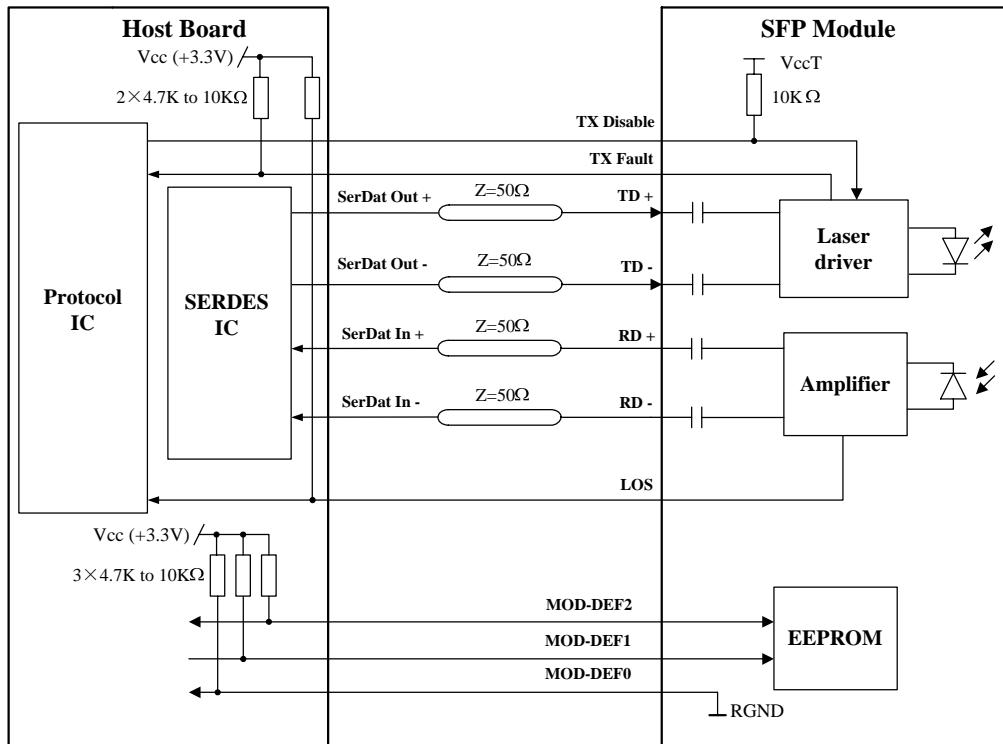 Host Board
SFP Module
Vcc (+3.3V)
VccT
2×4.7K to 10KΩ
10KΩ
TX Disable
TX Fault
SerDat Out +
Z=50Ω
TD +
Laser
driver
SerDat Out -
Z=50Ω
TD -
Protocol
IC
SERDES
IC
SerDat In +
Z=50Ω
RD +
Amplifier
SerDat In -
Z=50Ω
RD -
LOS
Vcc (+3.3V)
3×4.7K to 10KΩ
MOD-DEF2
EEPROM
MOD-DEF1
MOD-DEF0
RGND